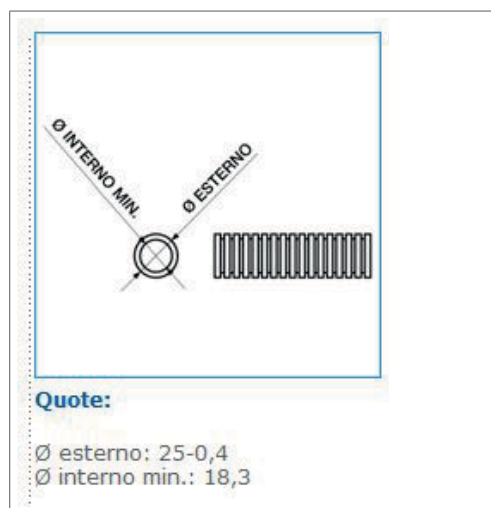 Ø INTERNO MIN.
Ø ESTERNO
Quote:
Ø esterno: 25-0,4
Ø interno min.: 18,3